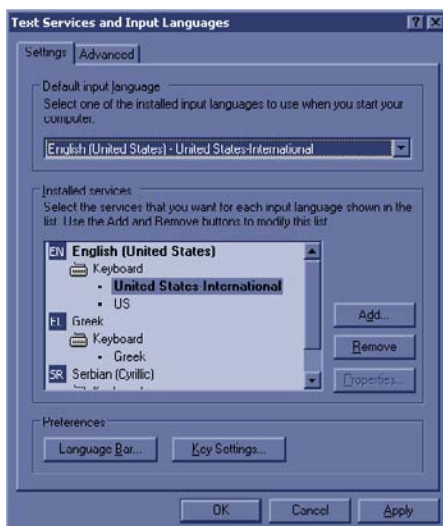 Text Services and Input Languages
Settings Advanced
Default input language
Select one of the installed input languages to use when you start your
computer.
English (United States) - United States-International
Installed services
Select the services that you want for each input language shown in the
list. Use the Add and Remove buttons to modify this list.
EN English (United States)
Keyboard
• United States-International
• US
EL Greek
Keyboard
• Greek
SR Serbian (Cyrillic)
Keyboard
Add...
Remove
Properties...
Preferences
Language Bar... Key Settings...
OK Cancel Apply